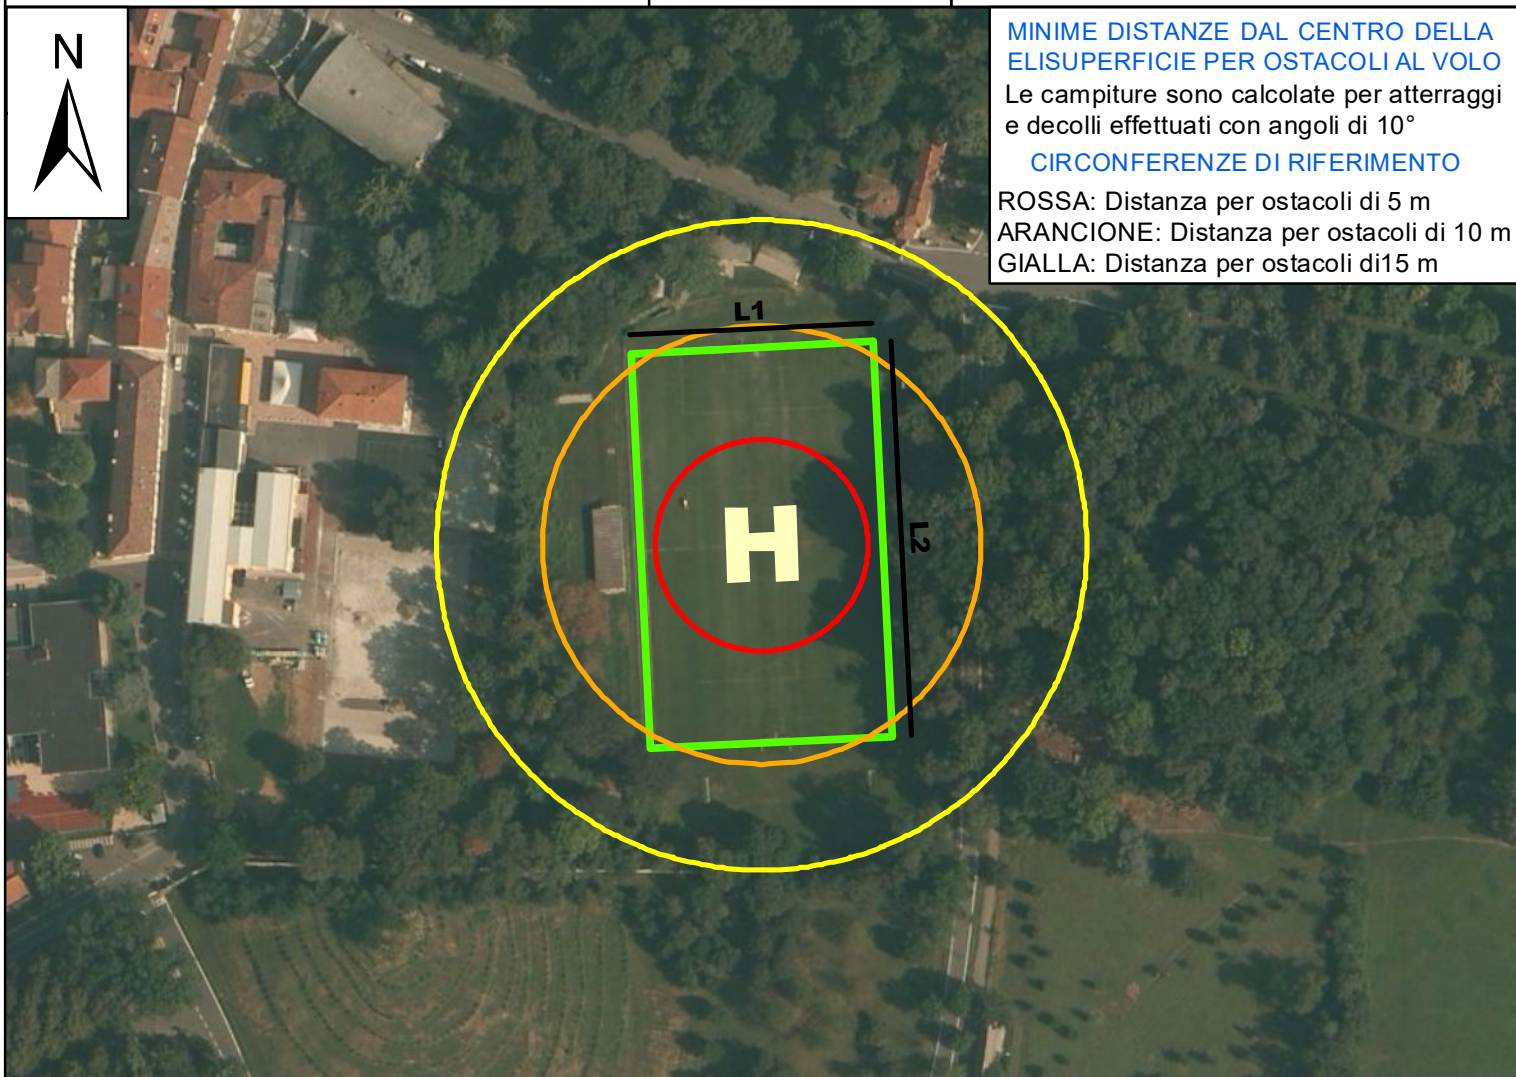 N
MINIME DISTANZE DAL CENTRO DELLA
ELISUPERFICIE PER OSTACOLI AL VOLO
Le campiture sono calcolate per atterraggi
e decolli effettuati con angoli di 10°
CIRCONFERENZE DI RIFERIMENTO
ROSSA: Distanza per ostacoli di 5 m
ARANCIONE: Distanza per ostacoli di 10 m
GIALLA: Distanza per ostacoli di15 m
L1
L2
H